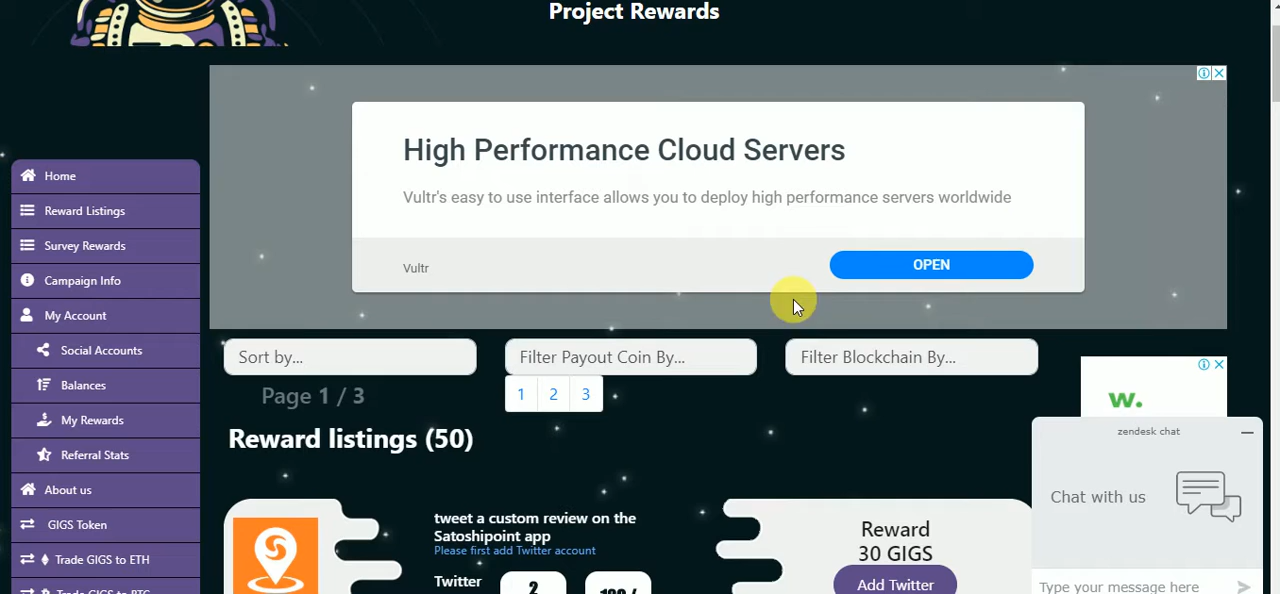 Project Rewards
High Performance Cloud Servers
Vultr's easy to use interface allows you to deploy high performance servers worldwide
Vultr
OPEN
Home
Reward Listings
Survey Rewards
Campaign Info
My Account
Social Accounts
Balances
My Rewards
Referral Stats
About us
GIGS Token
Trade GIGS to ETH
Trade GIGS to BTC
Sort by...
Filter Payout Coin By...
Filter Blockchain By...
Page 1 / 3
1 2 3
Reward listings (50)
w.
zendesk chat
Chat with us
Type your message here
tweet a custom review on the
Satoshipoint app
Please first add Twitter account
Twitter
2
Reward
30 GIGS
Add Twitter